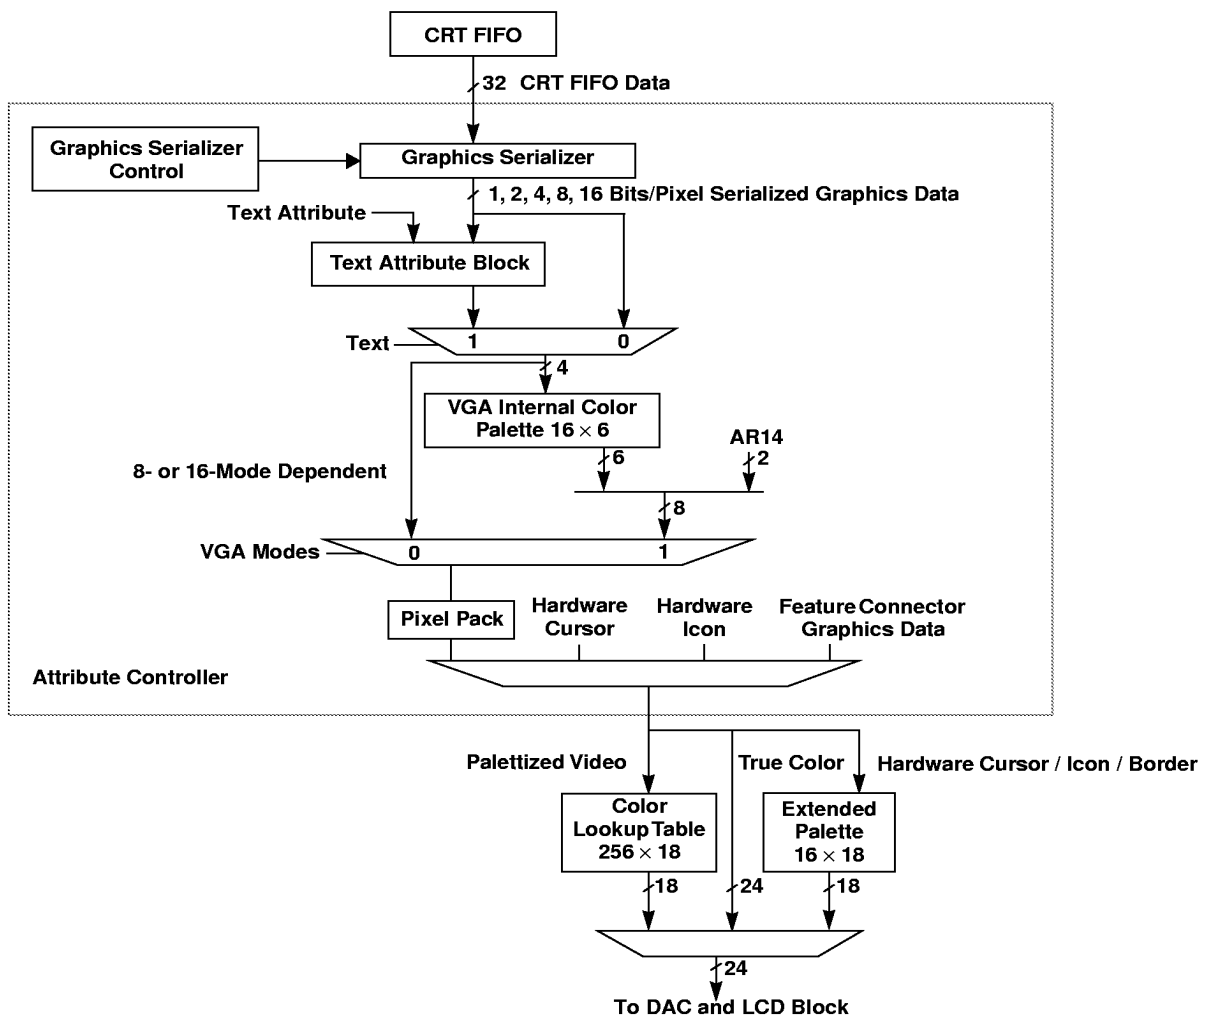 CRT FIFO
32 CRT FIFO Data
Graphics Serializer
Control
Graphics Serializer
1, 2, 4, 8, 16 Bits/Pixel Serialized Graphics Data
Text Attribute
Text Attribute Block
Text
1
0
4
VGA Internal Color
Palette 16 × 6
6
AR14
2
8- or 16-Mode Dependent
8
VGA Modes
0
1
Pixel Pack
Hardware
Cursor
Hardware
Icon
Feature Connector
Graphics Data
Attribute Controller
Palettized Video
True Color
Hardware Cursor / Icon / Border
Color
Lookup Table
256 × 18
Extended
Palette
16 × 18
18
24
18
24
To DAC and LCD Block